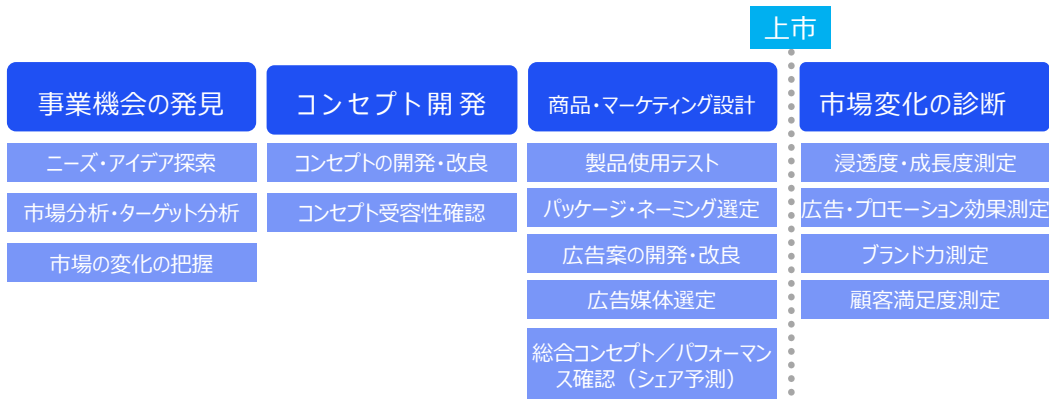 上市
事業機会の発見
ニーズ・アイデア探索
市場分析・ターゲット分析
市場の変化の把握
コンセプト開発
コンセプトの開発・改良
コンセプト受容性確認
商品・マーケティング設計
製品使用テスト
パッケージ・ネーミング選定
広告案の開発・改良
広告媒体選定
総合コンセプト／パフォーマン
ス確認（シェア予測）
市場変化の診断
浸透度・成長度測定
広告・プロモーション効果測定
ブランド力測定
顧客満足度測定